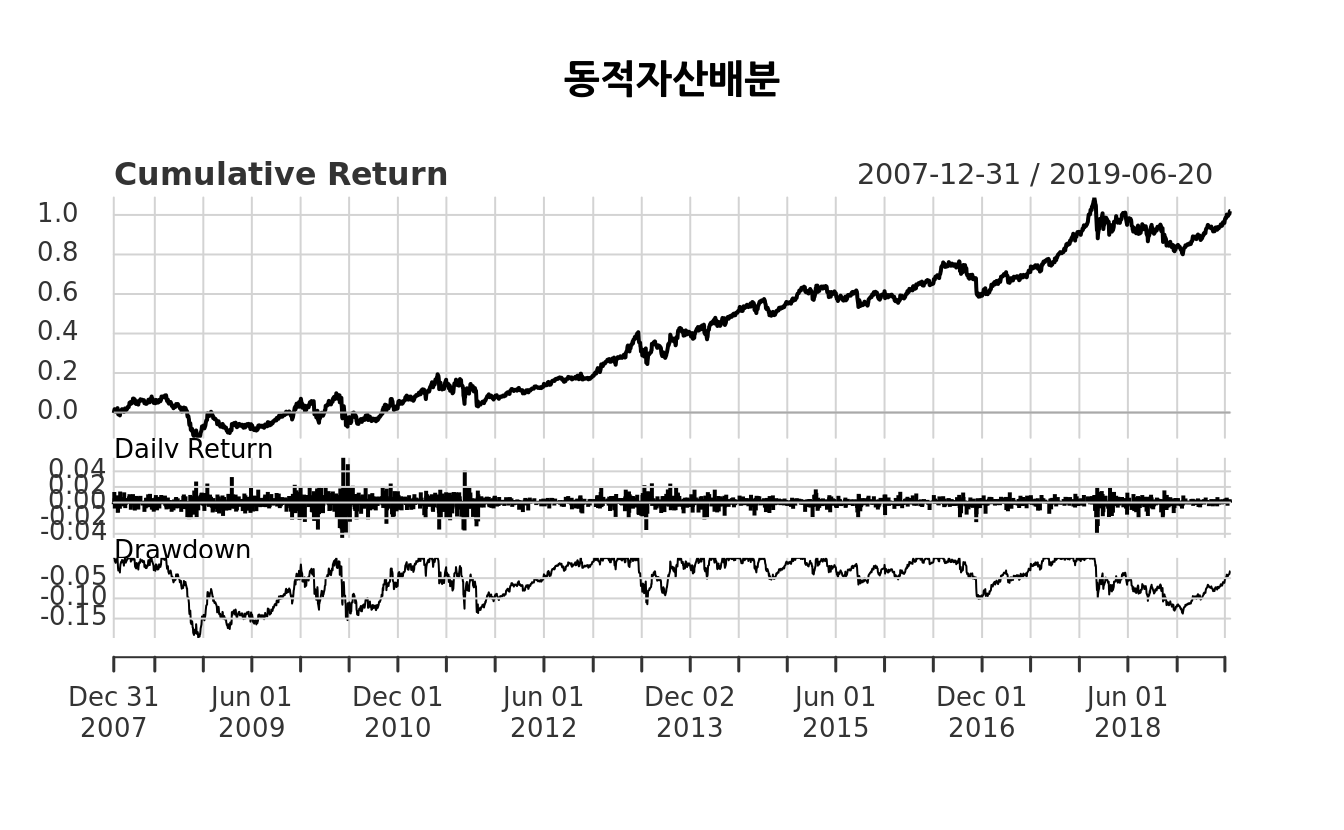 동적자산배분
Cumulative Return 2007-12-31 / 2019-06-20
1.0
0.8
0.6
0.4
0.2
0.0
Daily Return
0.04
0.02
0.00
-0.02
-0.04
Drawdown
-0.05
-0.10
-0.15
Dec 31 Jun 01 Dec 01 Jun 01 Dec 02 Jun 01 Dec 01 Jun 01
2007 2009 2010 2012 2013 2015 2016 2018